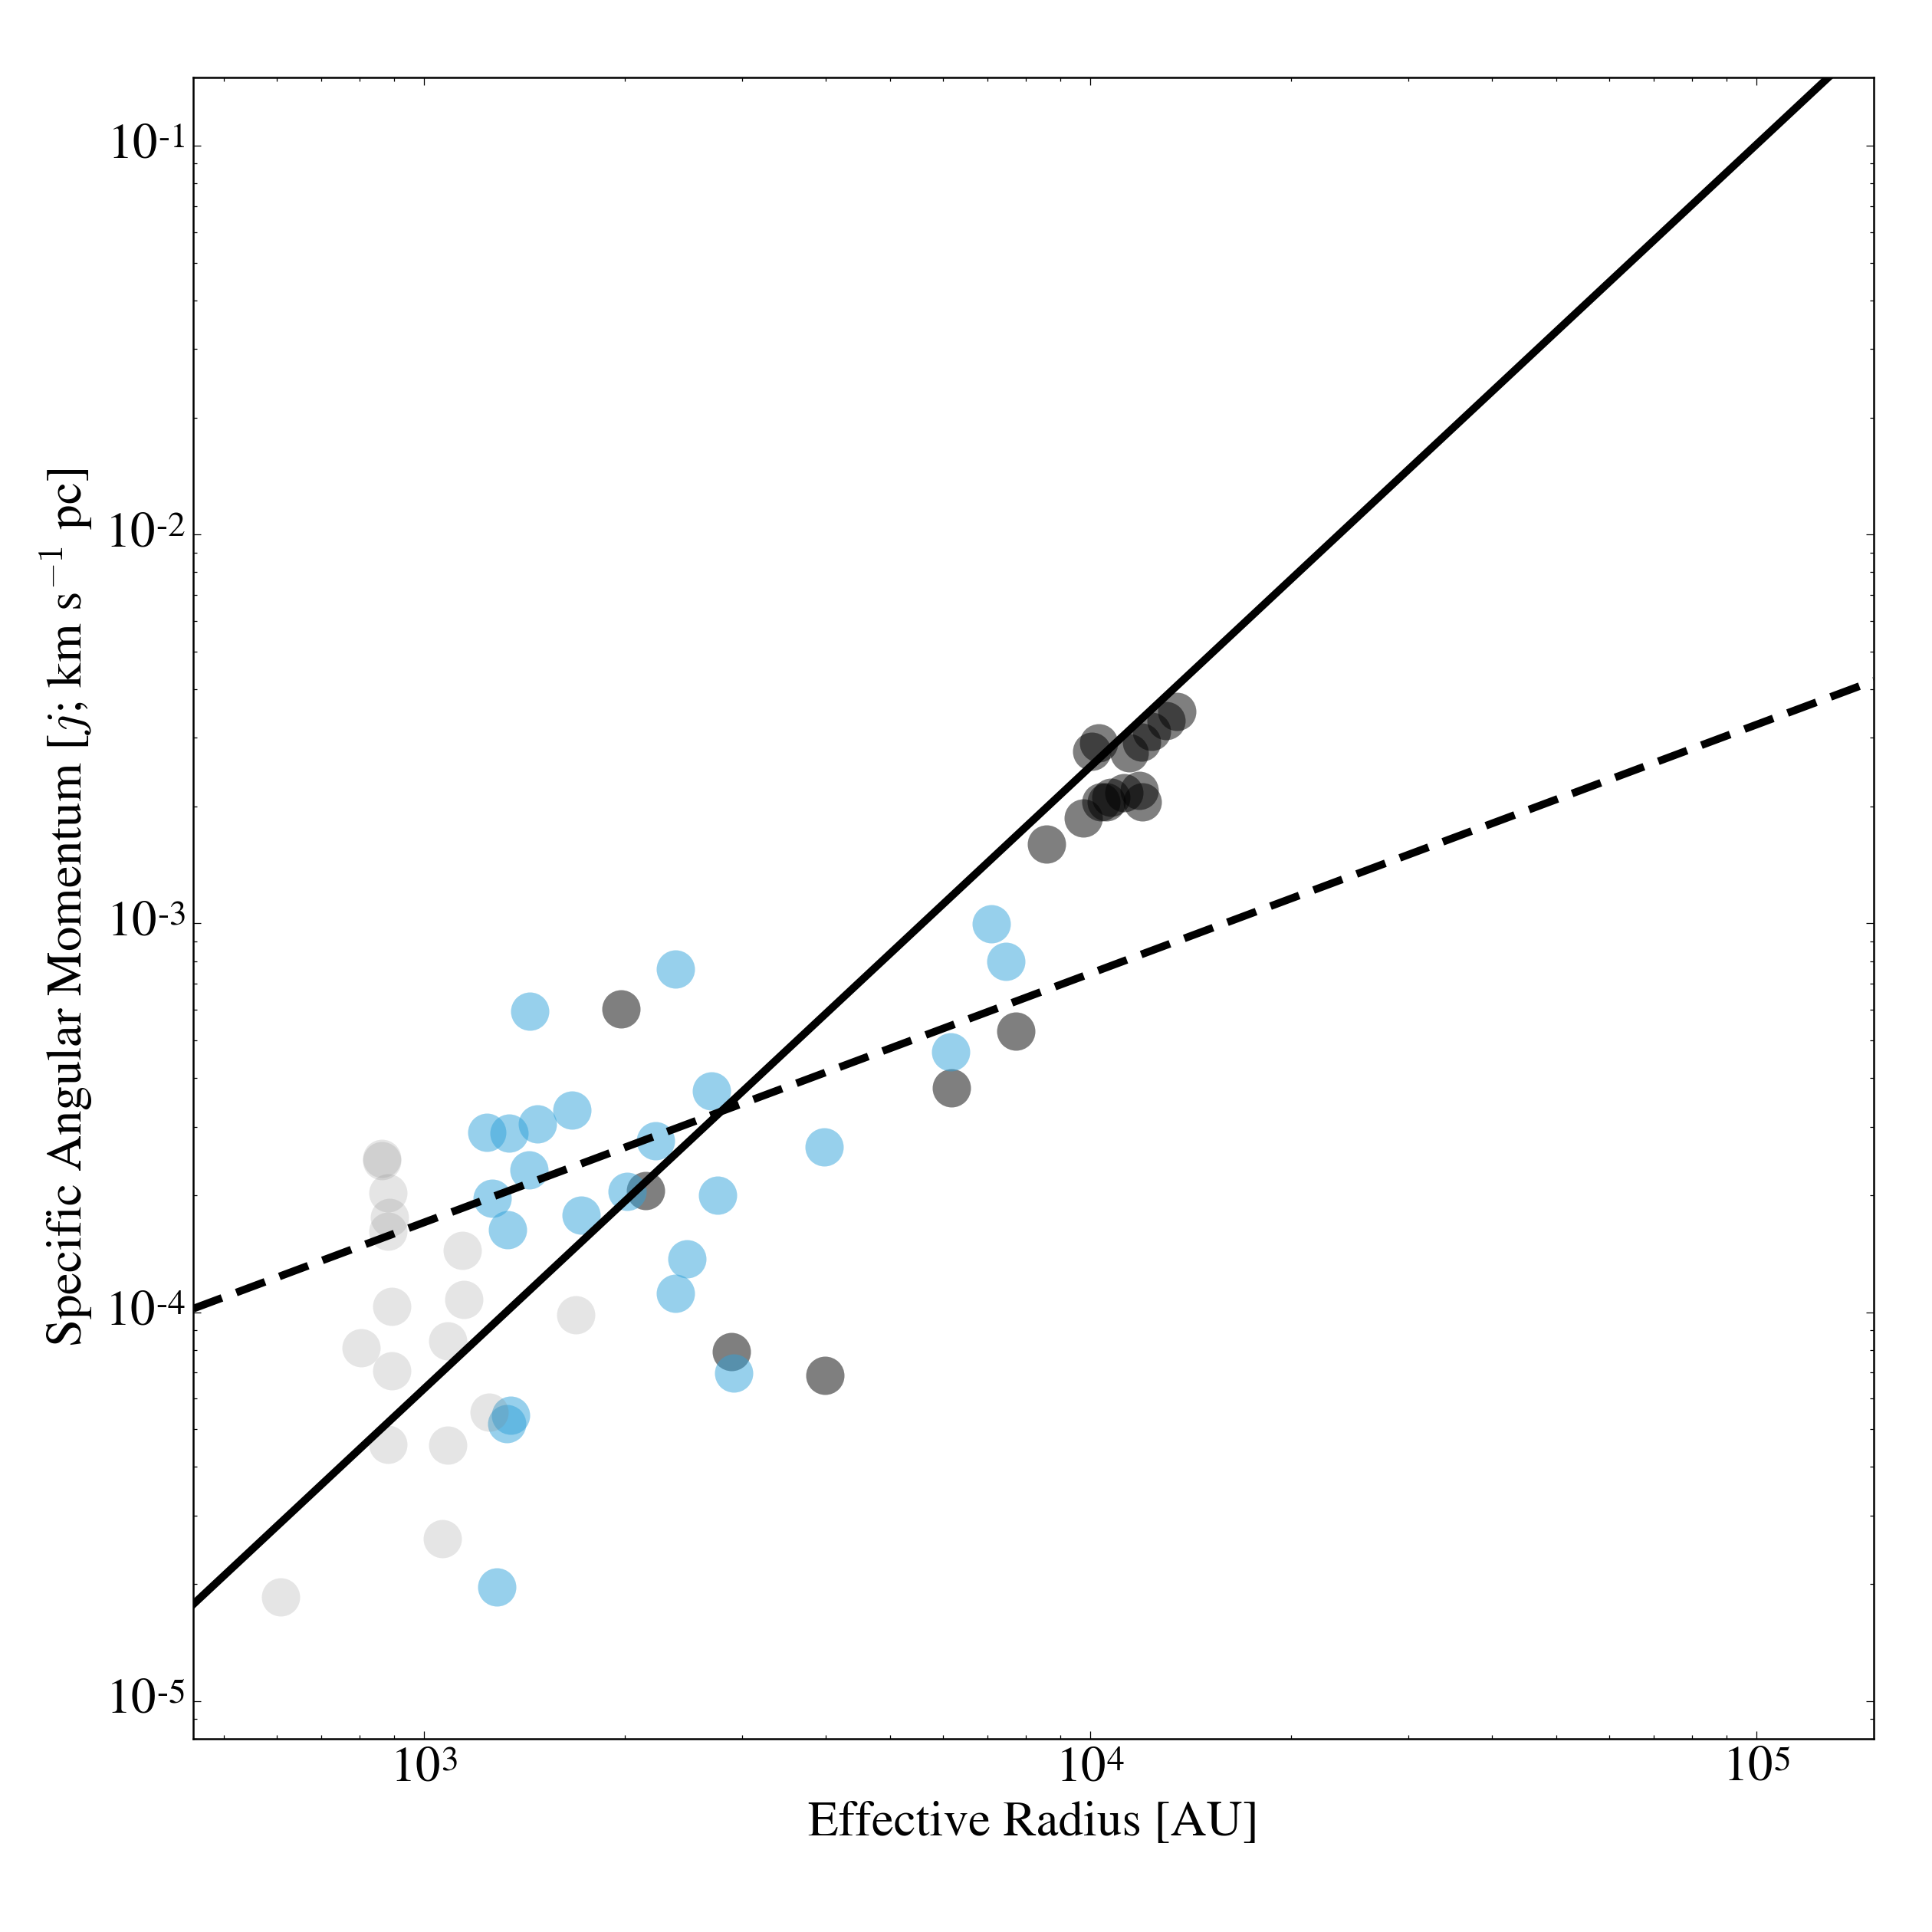 10⁻¹
10⁻²
10⁻³
10⁻⁴
10⁻⁵
Specific Angular Momentum [j; km s⁻¹ pc]
10³ 10⁴ 10⁵
Effective Radius [AU]